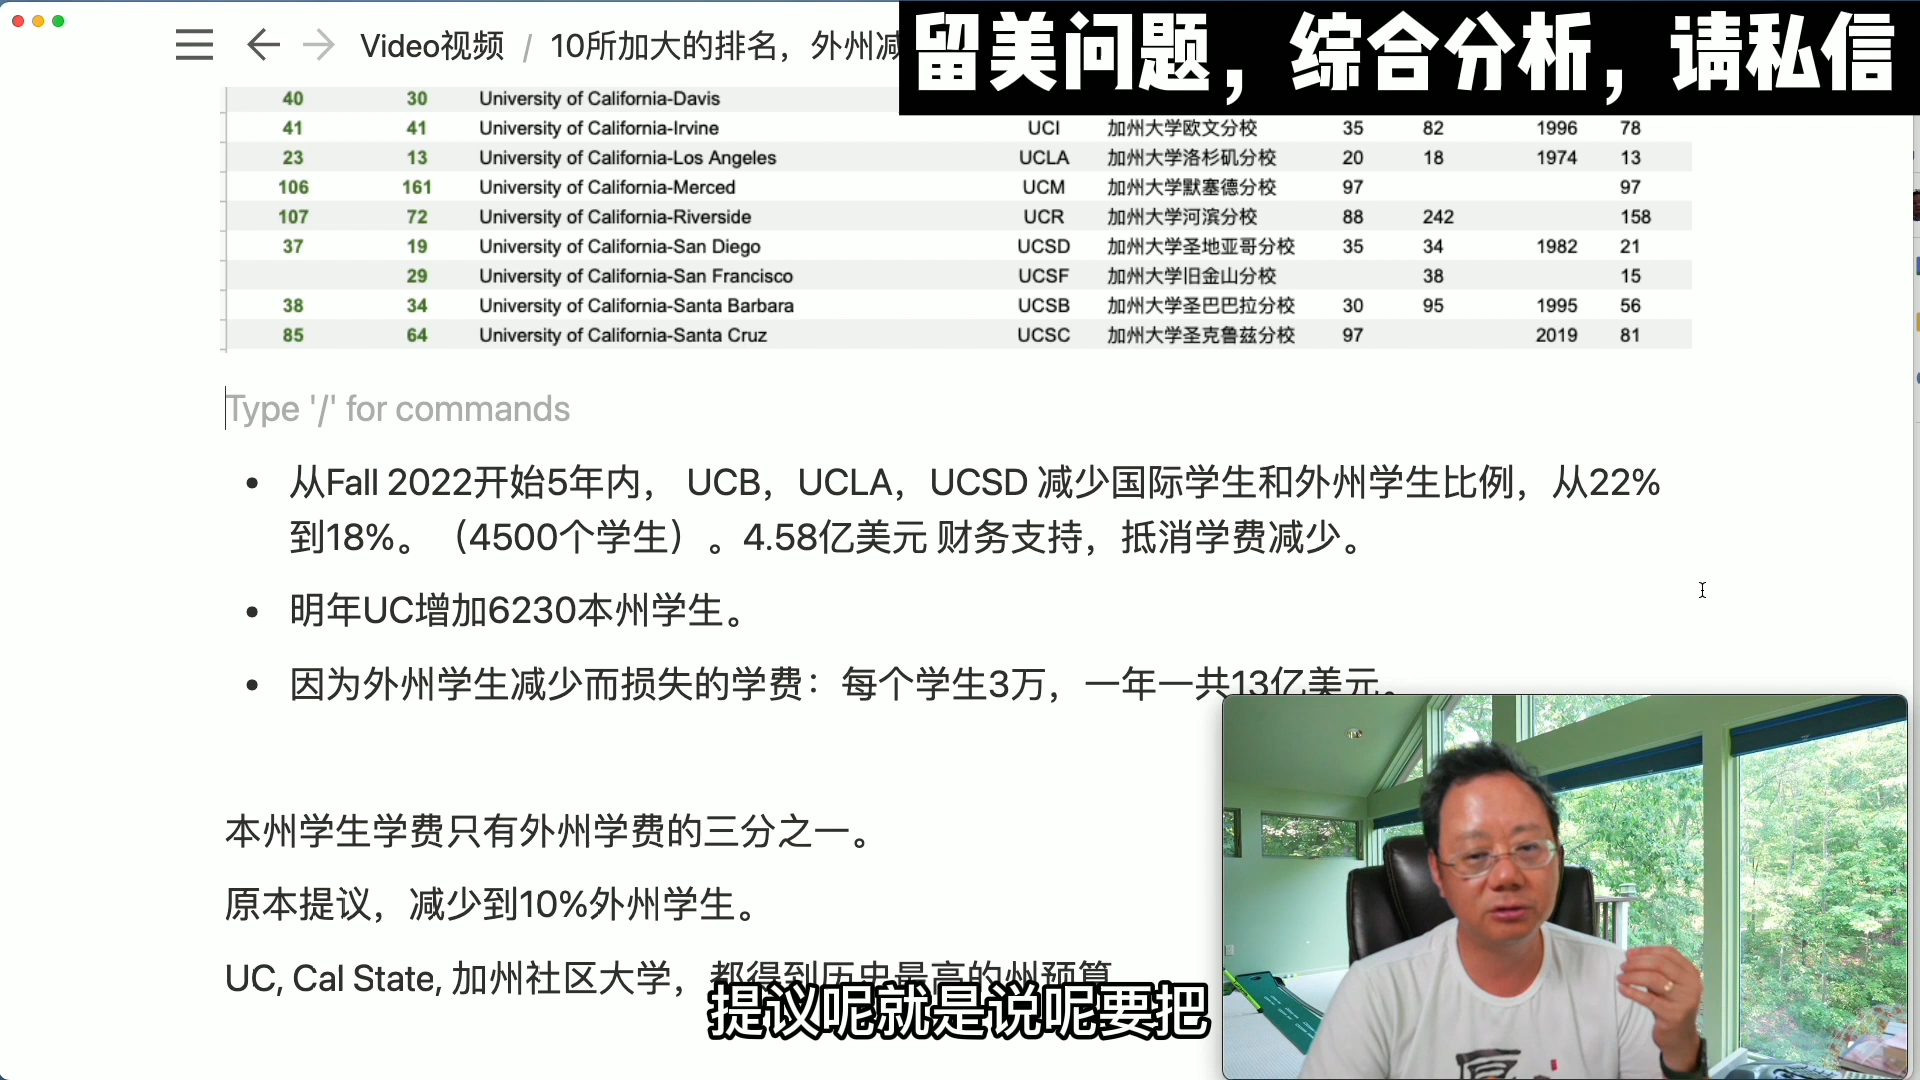 Video视频 / 10所加大的排名，外州减
留美问题，综合分析，请私信
40 30 University of California-Davis
41 41 University of California-Irvine UCI 加州大学欧文分校 35 82 1996 78
23 13 University of California-Los Angeles UCLA 加州大学洛杉矶分校 20 18 1974 13
106 161 University of California-Merced UCM 加州大学默塞德分校 97 97
107 72 University of California-Riverside UCR 加州大学河滨分校 88 242 158
37 19 University of California-San Diego UCSD 加州大学圣地亚哥分校 35 34 1982 21
29 University of California-San Francisco UCSF 加州大学旧金山分校 38 15
38 34 University of California-Santa Barbara UCSB 加州大学圣巴巴拉分校 30 95 1995 56
85 64 University of California-Santa Cruz UCSC 加州大学圣克鲁兹分校 97 2019 81
Type '/' for commands
• 从Fall 2022开始5年内， UCB，UCLA，UCSD 减少国际学生和外州学生比例，从22%
到18%。（4500个学生）。4.58亿美元 财务支持，抵消学费减少。
• 明年UC增加6230本州学生。
• 因为外州学生减少而损失的学费：每个学生3万，一年一共13亿美元。
本州学生学费只有外州学费的三分之一。
原本提议，减少到10%外州学生。
UC, Cal State, 加州社区大学，都得到历史最高的州预算
提议呢就是说呢要把